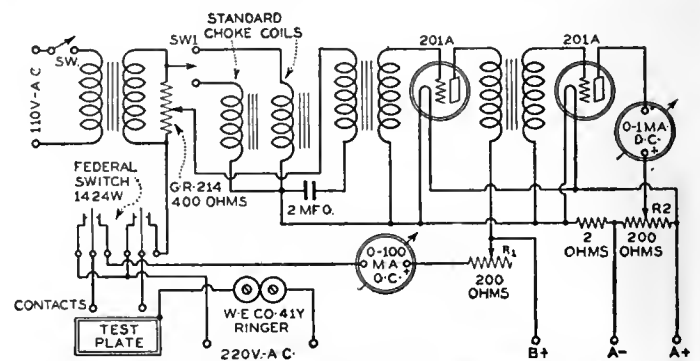 STANDARD
CHOKE COILS
SW.
SW1
201A
201A
110V-A C
0-1 MA.
D.C.
+
FEDERAL
SWITCH
1424W
G.R-214
400 OHMS
2 MFD.
R2
2
OHMS
200
OHMS
0-100
M.A.
D.C.
+
R1
200
OHMS
CONTACTS
TEST
PLATE
W.E CO-41Y
RINGER
220V.-A C.
B+
A-
A+